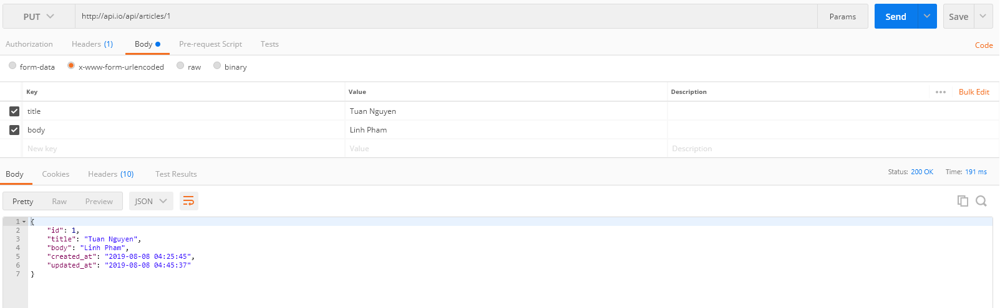 PUT http://api.io/api/articles/1 Params Send Save
Authorization Headers (1) Body Pre-request Script Tests Code
form-data x-www-form-urlencoded raw binary
Key Value Description ••• Bulk Edit
title Tuan Nguyen
body Linh Pham
New key Value Description
Body Cookies Headers (10) Test Results Status: 200 OK Time: 191 ms
Pretty Raw Preview JSON
1 {
2 "id": 1,
3 "title": "Tuan Nguyen",
4 "body": "Linh Pham",
5 "created_at": "2019-08-08 04:25:45",
6 "updated_at": "2019-08-08 04:45:37"
7 }